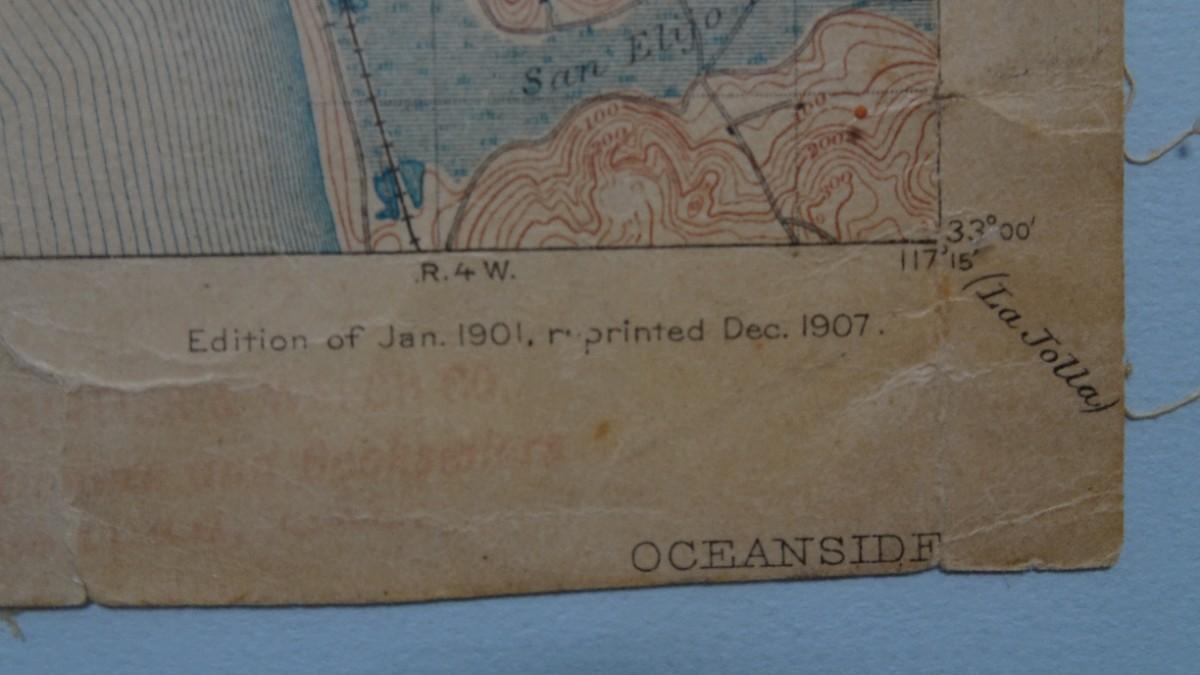 San Elijo
100
200
100
200
300
33°00'
R. 4 W.
117°15'
(La Jolla)
Edition of Jan. 1901, reprinted Dec. 1907.
OCEANSIDE